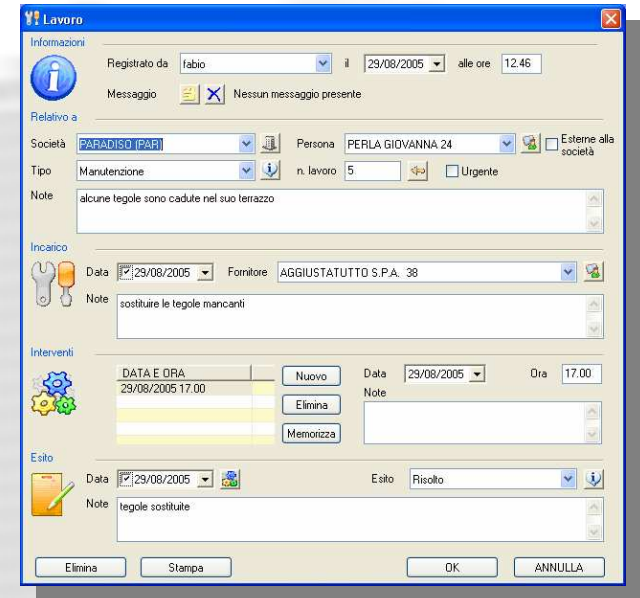 Lavoro
Informazioni
Registrato da fabio il 29/08/2005 alle ore 12.46
Messaggio Nessun messaggio presente
Relativo a
Società PARADISO (PAR) Persona PERLA GIOVANNA 24 Esterne alla società
Tipo Manutenzione n. lavoro 5 Urgente
Note alcune tegole sono cadute nel suo terrazzo
Incarico
Data 29/08/2005 Fornitore AGGIUSTATUTTO S.P.A. 38
Note sostituire le tegole mancanti
Interventi
DATA E ORA Nuovo Data 29/08/2005 Ora 17.00
29/08/2005 17.00 Note
Elimina
Memorizza
Esito
Data 29/08/2005 Esito Risolto
Note tegole sostituite
Elimina Stampa OK ANNULLA